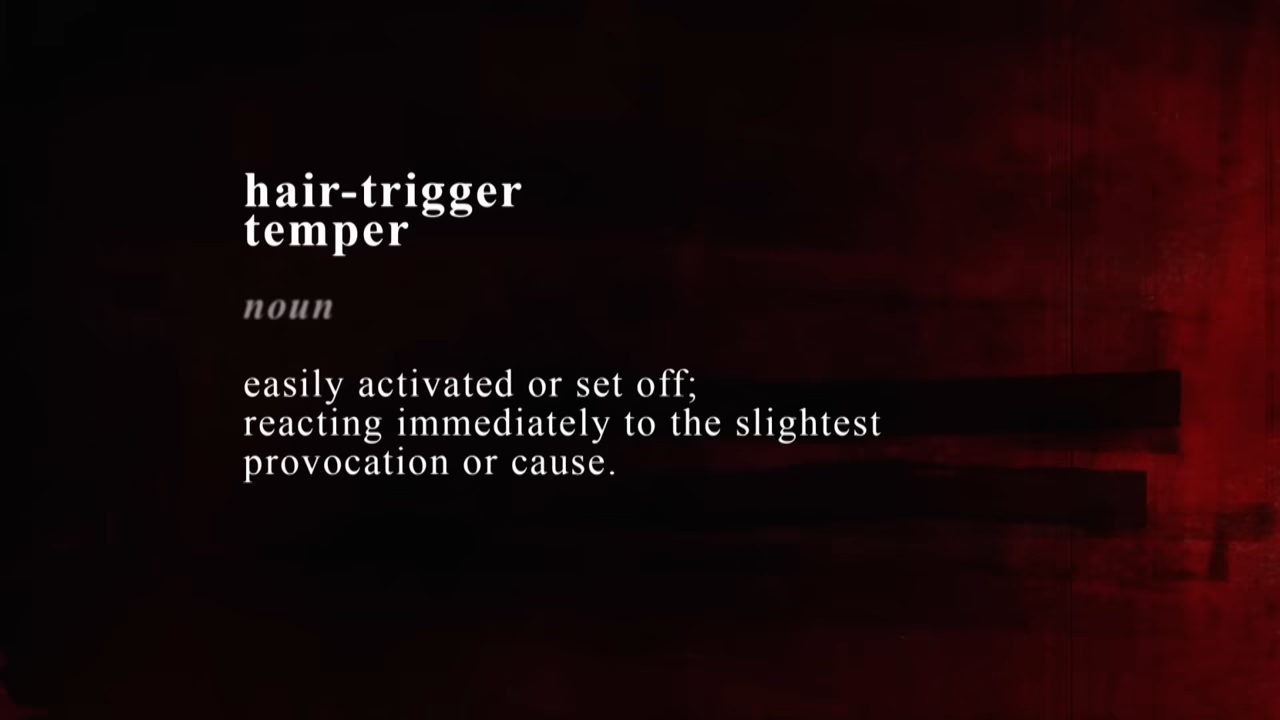 hair-trigger
temper
noun
easily activated or set off;
reacting immediately to the slightest
provocation or cause.